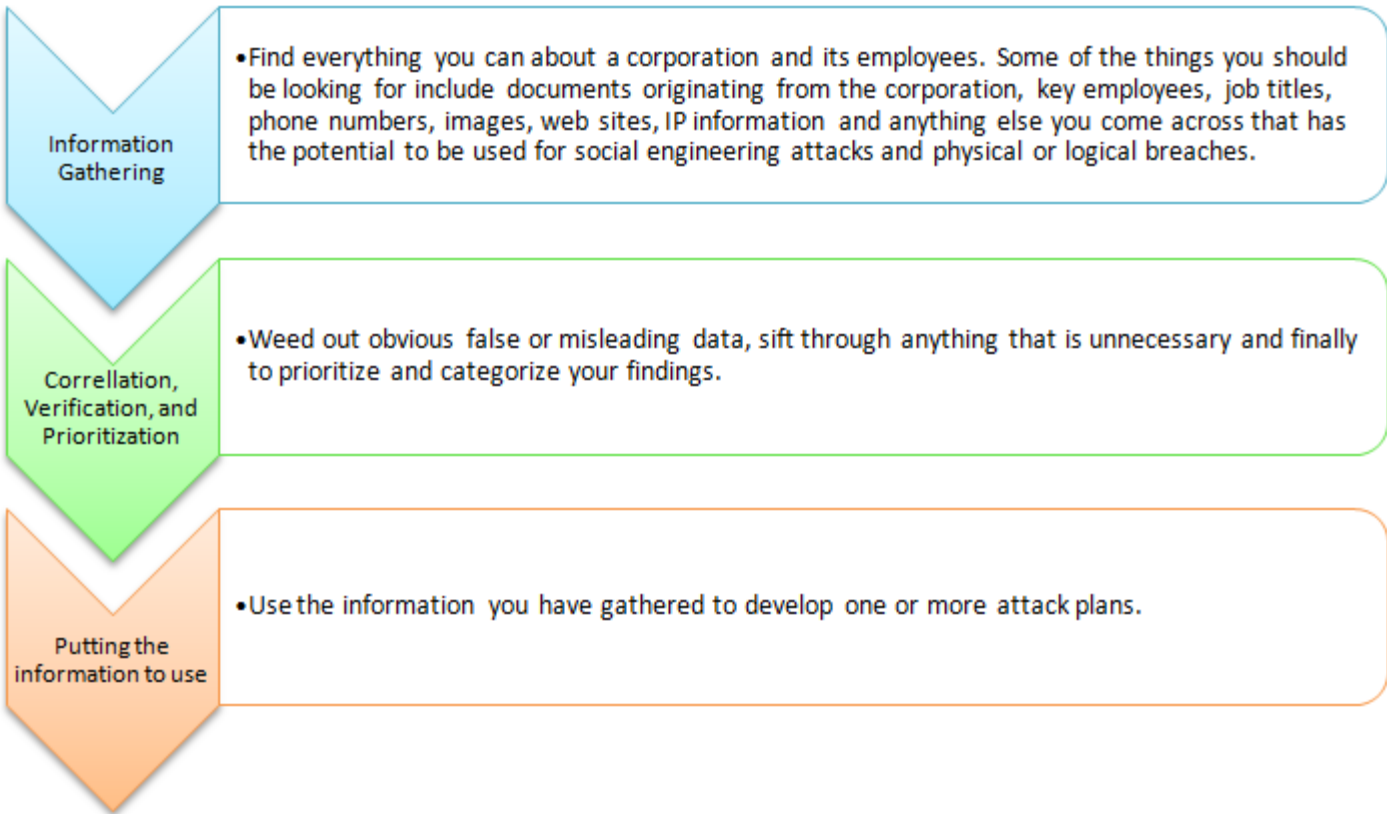 Information
Gathering
•Find everything you can about a corporation and its employees. Some of the things you should
be looking for include documents originating from the corporation, key employees, job titles,
phone numbers, images, web sites, IP information and anything else you come across that has
the potential to be used for social engineering attacks and physical or logical breaches.
Correllation,
Verification, and
Prioritization
•Weed out obvious false or misleading data, sift through anything that is unnecessary and finally
to prioritize and categorize your findings.
Putting the
information to use
•Use the information you have gathered to develop one or more attack plans.